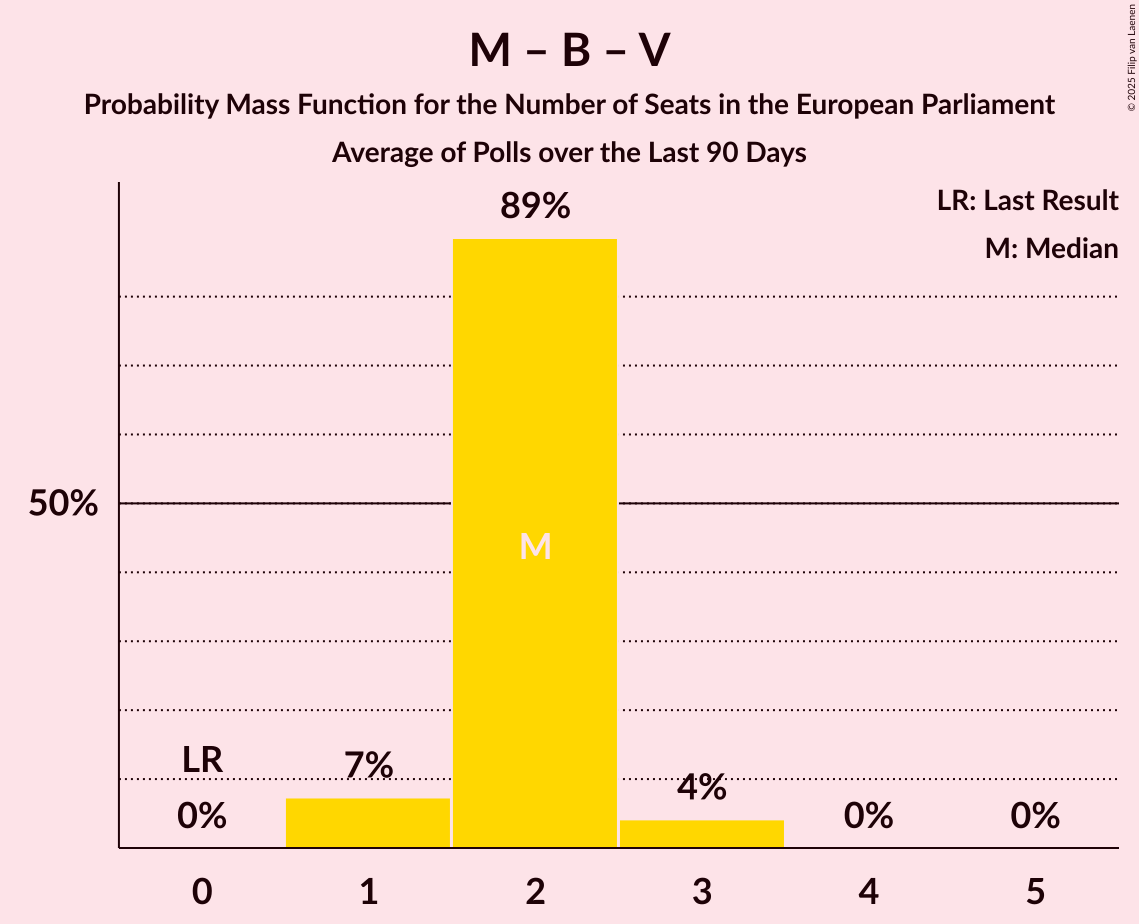 M – B – V
Probability Mass Function for the Number of Seats in the European Parliament
Average of Polls over the Last 90 Days
© 2025 Filip van Laenen
LR: Last Result
M: Median
89%
50%
M
LR
0%
7%
4%
0%
0%
0 1 2 3 4 5